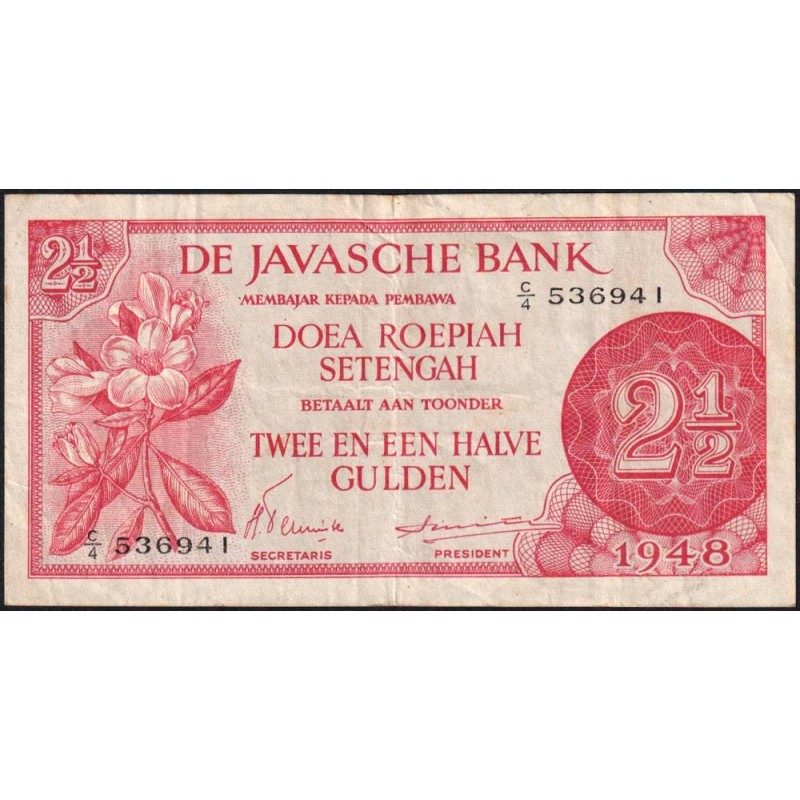 2½
DE JAVASCHE BANK
MEMBAJAR KEPADA PEMBAWA
C/4 536941
DOEA ROEPIAH
SETENGAH
BETAALT AAN TOONDER
2½
TWEE EN EEN HALVE
GULDEN
C/4 536941
SECRETARIS
PRESIDENT
1948